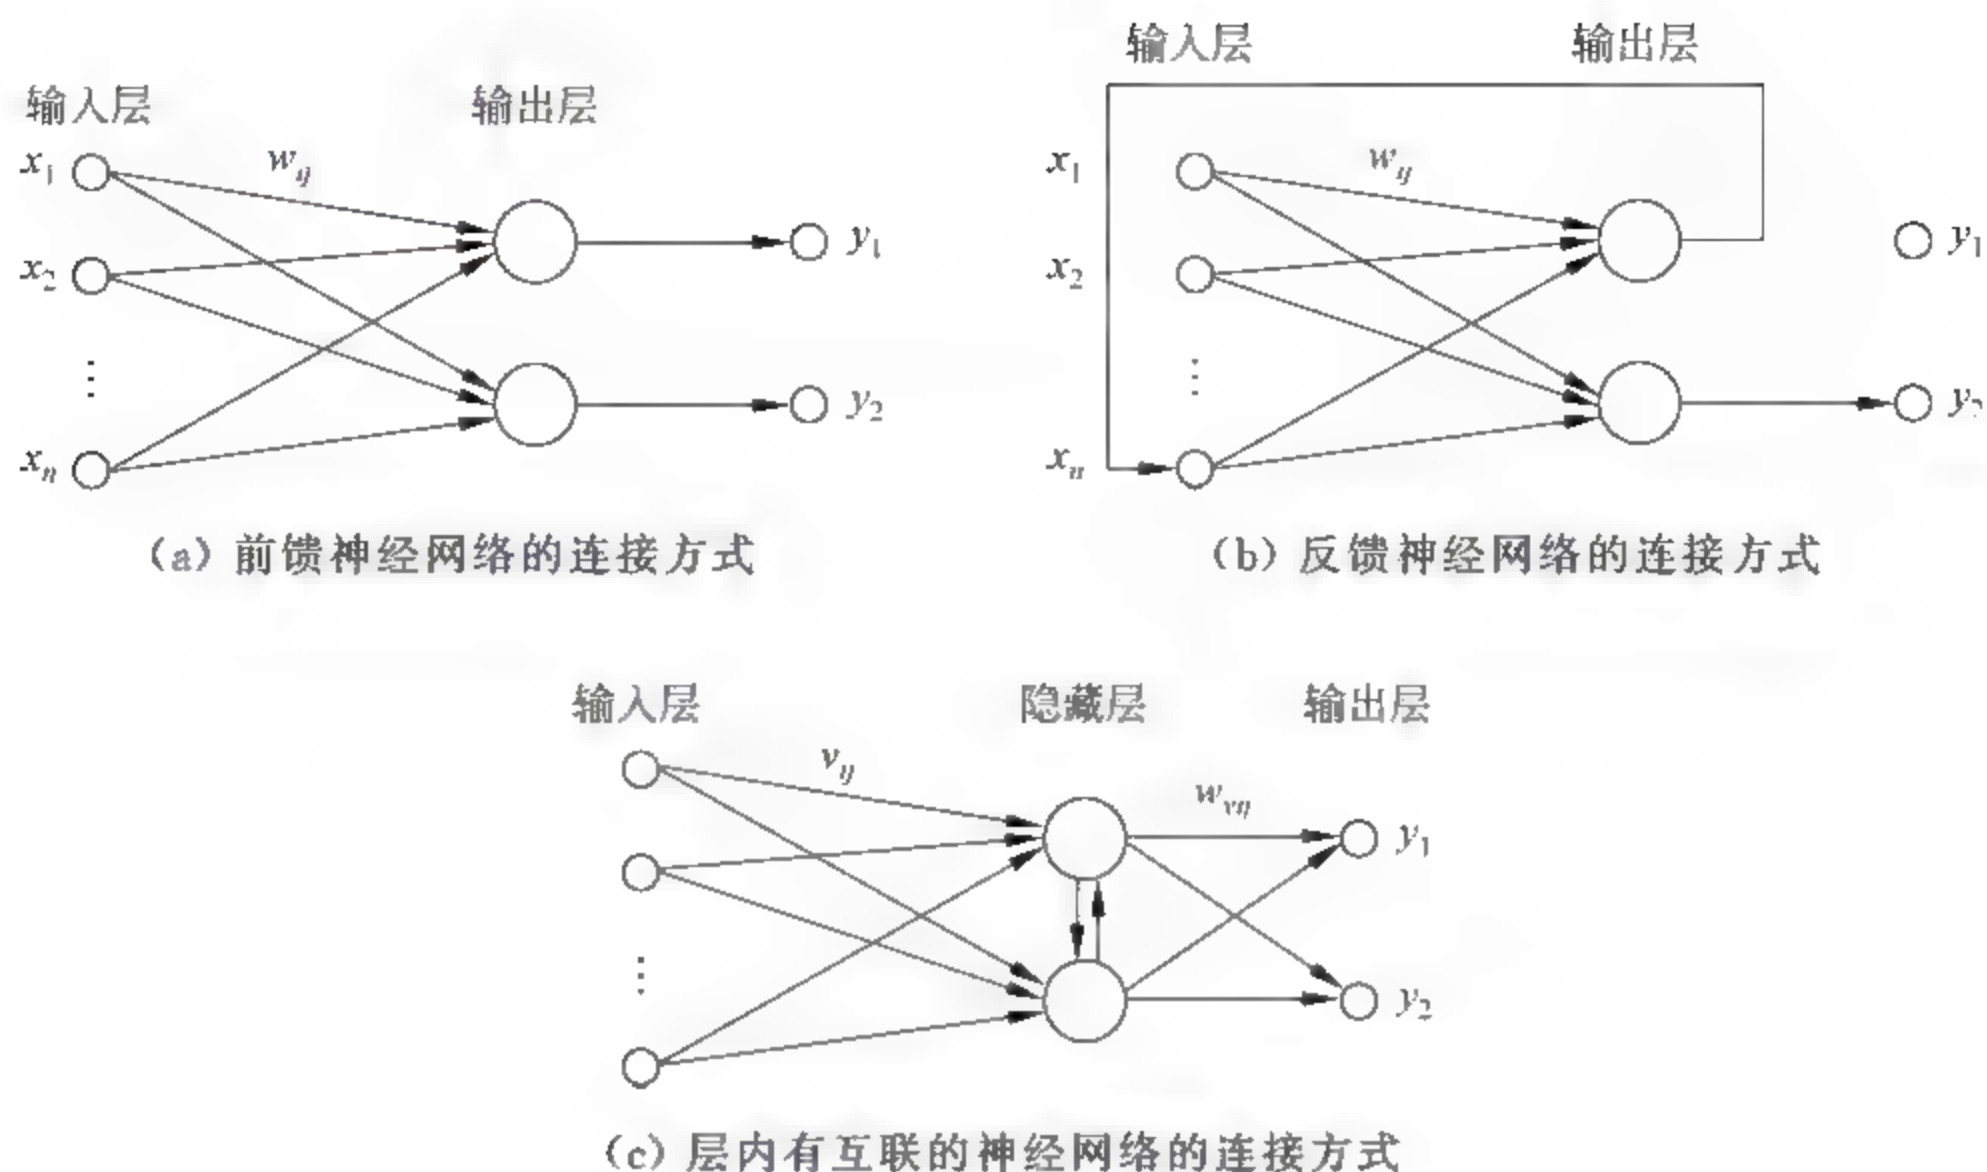 输入层 输出层
x1 wij
y1
x2
⋮
y2
xn
(a) 前馈神经网络的连接方式
输入层 输出层
x1 wij
y1
x2
⋮
y2
xn
(b) 反馈神经网络的连接方式
输入层 隐藏层 输出层
vij
y1
⋮
y2
(c) 层内有互联的神经网络的连接方式